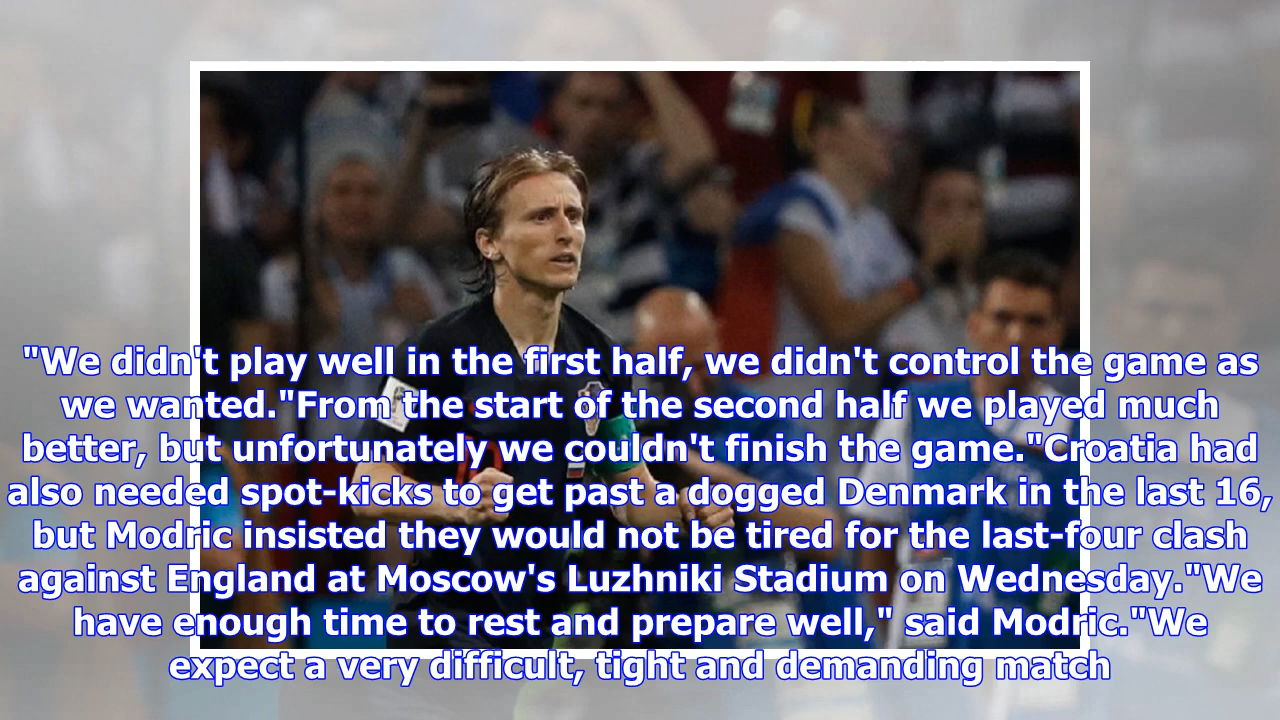 "We didn't play well in the first half, we didn't control the game as
we wanted."From the start of the second half we played much
better, but unfortunately we couldn't finish the game."Croatia had
also needed spot-kicks to get past a dogged Denmark in the last 16,
but Modric insisted they would not be tired for the last-four clash
against England at Moscow's Luzhniki Stadium on Wednesday."We
have enough time to rest and prepare well," said Modric."We
expect a very difficult, tight and demanding match